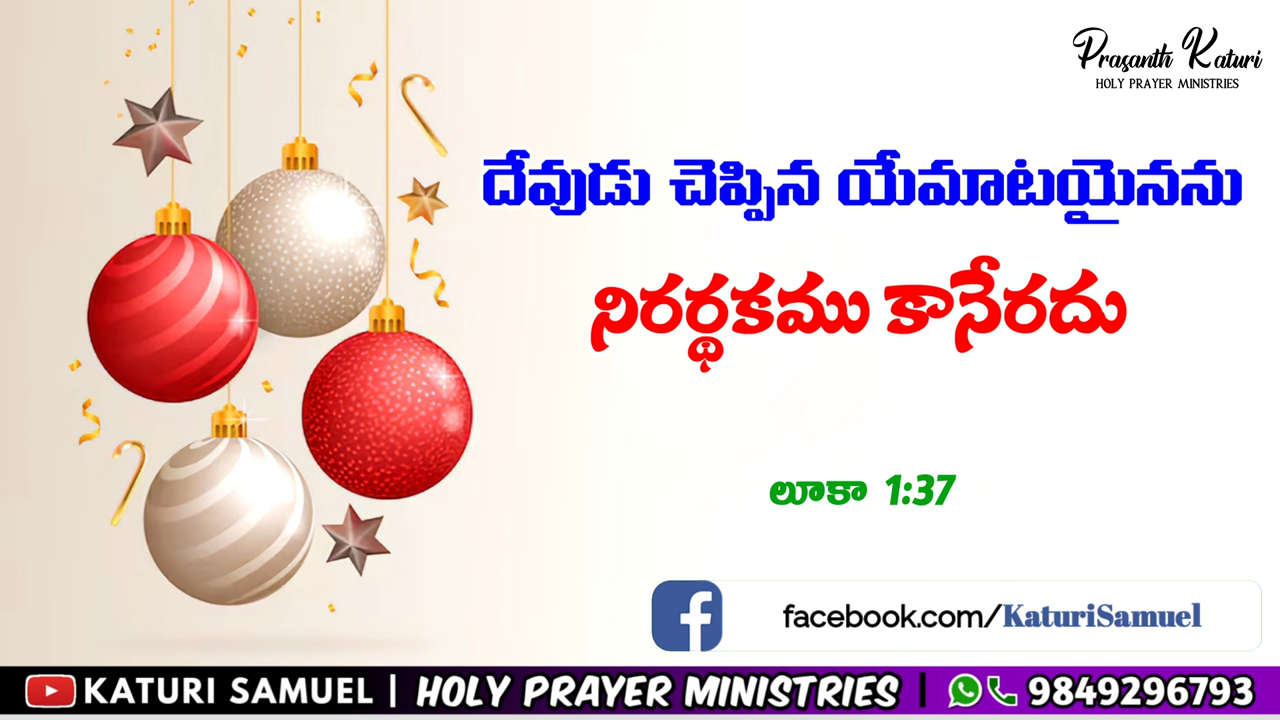 Prasanth Katuri
HOLY PRAYER MINISTRIES
దేవుడు చెప్పిన యేమాటయైనను
నిరర్థకము కానేరదు
లూకా 1:37
facebook.com/KaturiSamuel
KATURI SAMUEL | HOLY PRAYER MINISTRIES | 9849296793